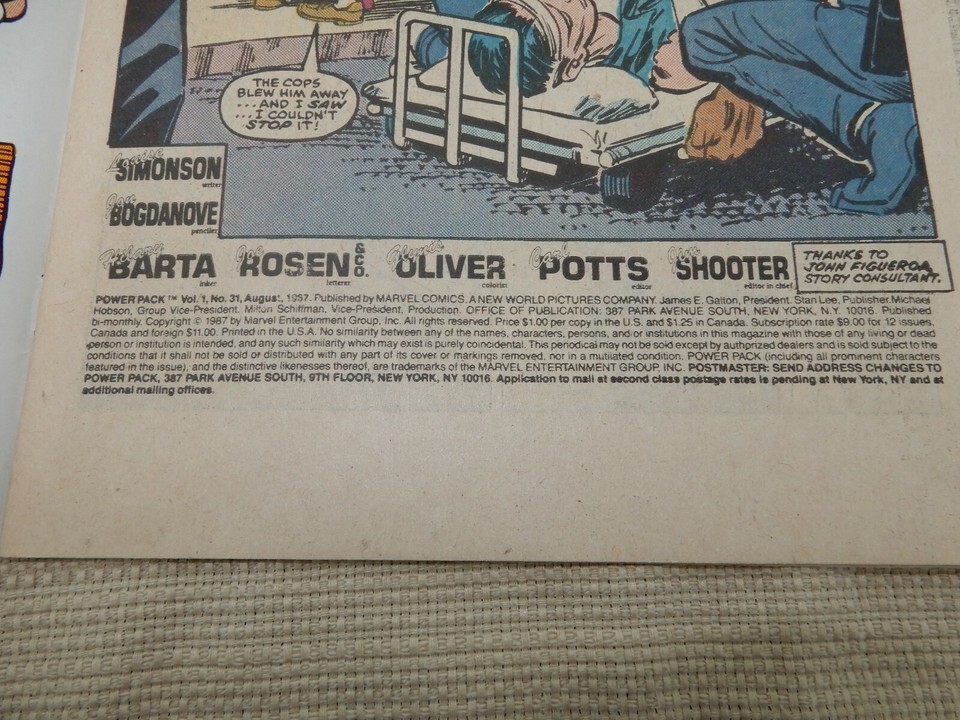 THE COPS
BLEW HIM AWAY
...AND I SAW
...I COULDN'T
STOP IT!
Louise
SIMONSON
writer
Jon
BOGDANOVE
penciler
Hilary
BARTA
inker
Joe
ROSEN & CO.
letterer
Glynis
OLIVER
colorist
Carl
POTTS
editor
Jim
SHOOTER
editor in chief
THANKS TO
JOHN FIGUEROA,
STORY CONSULTANT.
POWER PACK™ Vol. 1, No. 31, August, 1987. Published by MARVEL COMICS, A NEW WORLD PICTURES COMPANY. James E. Galton, President. Stan Lee, Publisher. Michael
Hobson, Group Vice-President. Milton Schiffman, Vice-President, Production. OFFICE OF PUBLICATION: 387 PARK AVENUE SOUTH, NEW YORK, N.Y. 10016. Published
bi-monthly. Copyright © 1987 by Marvel Entertainment Group, Inc. All rights reserved. Price $1.00 per copy in the U.S. and $1.25 in Canada. Subscription rate $9.00 for 12 issues.
Canada and foreign $11.00. Printed in the U.S.A. No similarity between any of the names, characters, persons, and/or institutions in this magazine with those of any living or dead
person or institution is intended, and any such similarity which may exist is purely coincidental. This periodical may not be sold except by authorized dealers and is sold subject to the
conditions that it shall not be sold or distributed with any part of its cover or markings removed, nor in a mutilated condition. POWER PACK (including all prominent characters
featured in the issue), and the distinctive likenesses thereof, are trademarks of the MARVEL ENTERTAINMENT GROUP, INC. POSTMASTER: SEND ADDRESS CHANGES TO
POWER PACK, 387 PARK AVENUE SOUTH, 9TH FLOOR, NEW YORK, NY 10016. Application to mail at second class postage rates is pending at New York, NY and at
additional mailing offices.